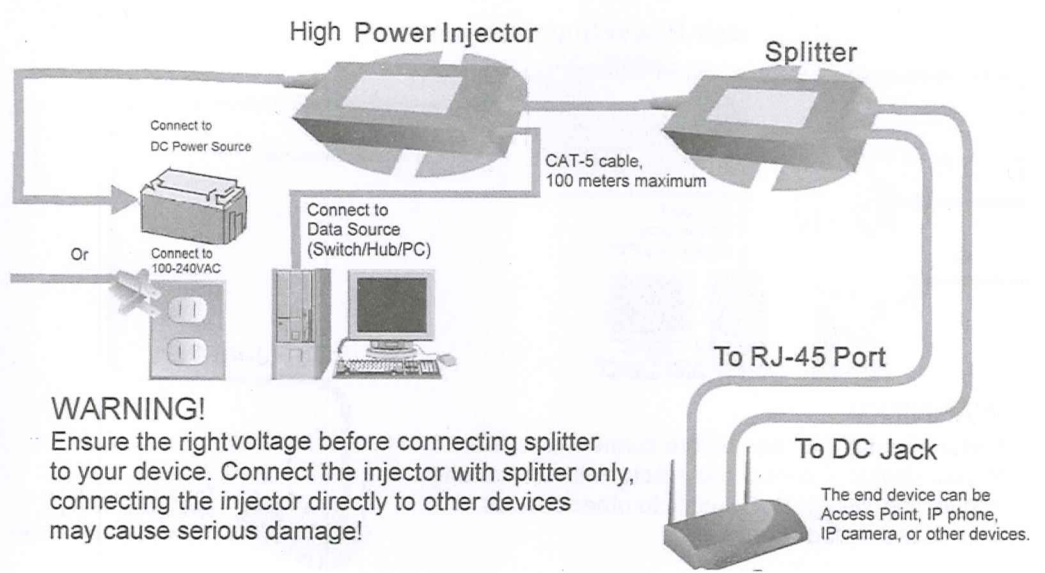 High Power Injector
Splitter
Connect to
DC Power Source
CAT-5 cable,
100 meters maximum
Connect to
Data Source
(Switch/Hub/PC)
Or
Connect to
100-240VAC
To RJ-45 Port
WARNING!
Ensure the right voltage before connecting splitter
to your device. Connect the injector with splitter only,
connecting the injector directly to other devices
may cause serious damage!
To DC Jack
The end device can be
Access Point, IP phone,
IP camera, or other devices.